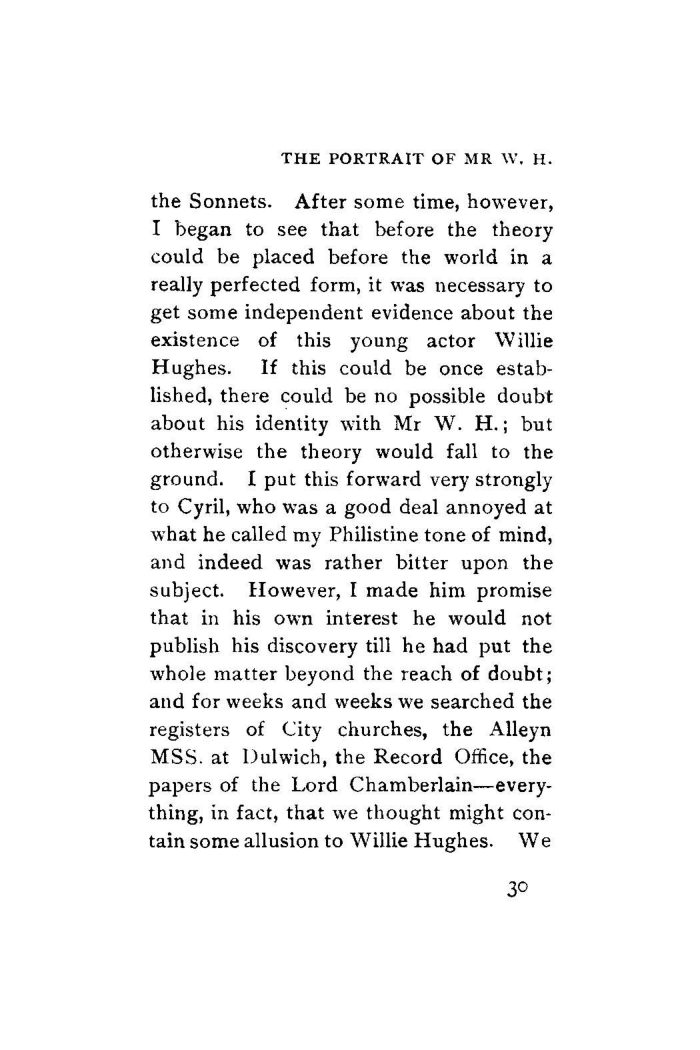 THE PORTRAIT OF MR W. H.
the Sonnets. After some time, however,
I began to see that before the theory
could be placed before the world in a
really perfected form, it was necessary to
get some independent evidence about the
existence of this young actor Willie
Hughes. If this could be once estab-
lished, there could be no possible doubt
about his identity with Mr W. H.; but
otherwise the theory would fall to the
ground. I put this forward very strongly
to Cyril, who was a good deal annoyed at
what he called my Philistine tone of mind,
and indeed was rather bitter upon the
subject. However, I made him promise
that in his own interest he would not
publish his discovery till he had put the
whole matter beyond the reach of doubt;
and for weeks and weeks we searched the
registers of City churches, the Alleyn
MSS. at Dulwich, the Record Office, the
papers of the Lord Chamberlain—every-
thing, in fact, that we thought might con-
tain some allusion to Willie Hughes. We
30